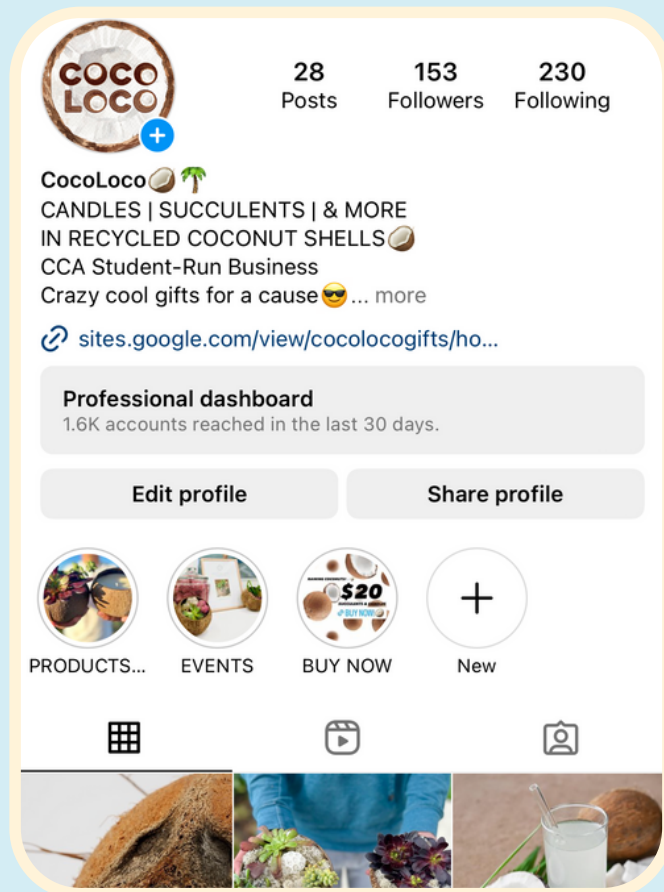 COCO
LOCO
28
Posts
153
Followers
230
Following
CocoLoco🥥🌴
CANDLES | SUCCULENTS | & MORE
IN RECYCLED COCONUT SHELLS🥥
CCA Student-Run Business
Crazy cool gifts for a cause😎... more
sites.google.com/view/cocolocogifts/ho...
Professional dashboard
1.6K accounts reached in the last 30 days.
Edit profile
Share profile
$20
BUY NOW
PRODUCTS...
EVENTS
BUY NOW
New